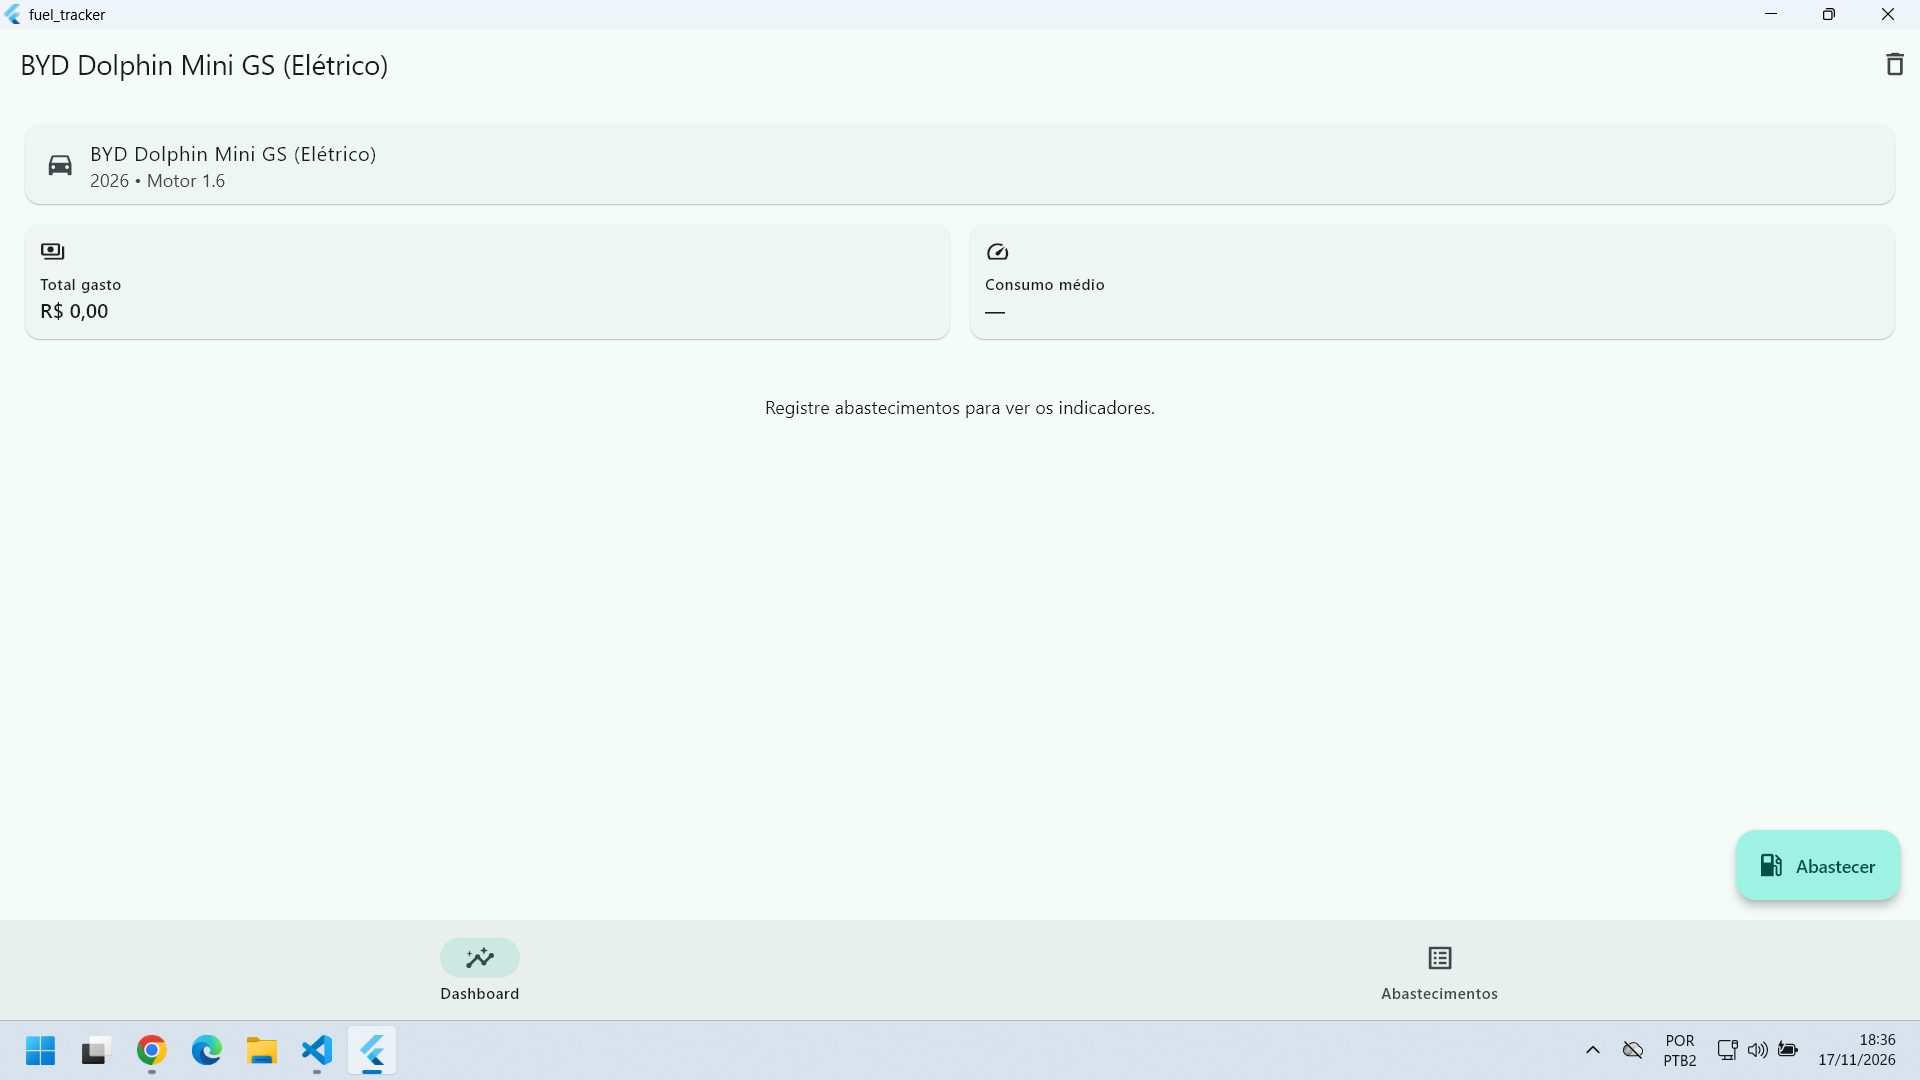 fuel_tracker
BYD Dolphin Mini GS (Elétrico)
BYD Dolphin Mini GS (Elétrico)
2026 • Motor 1.6
Total gasto
R$ 0,00
Consumo médio
—
Registre abastecimentos para ver os indicadores.
Abastecer
Dashboard
Abastecimentos
POR
PTB2
18:36
17/11/2026